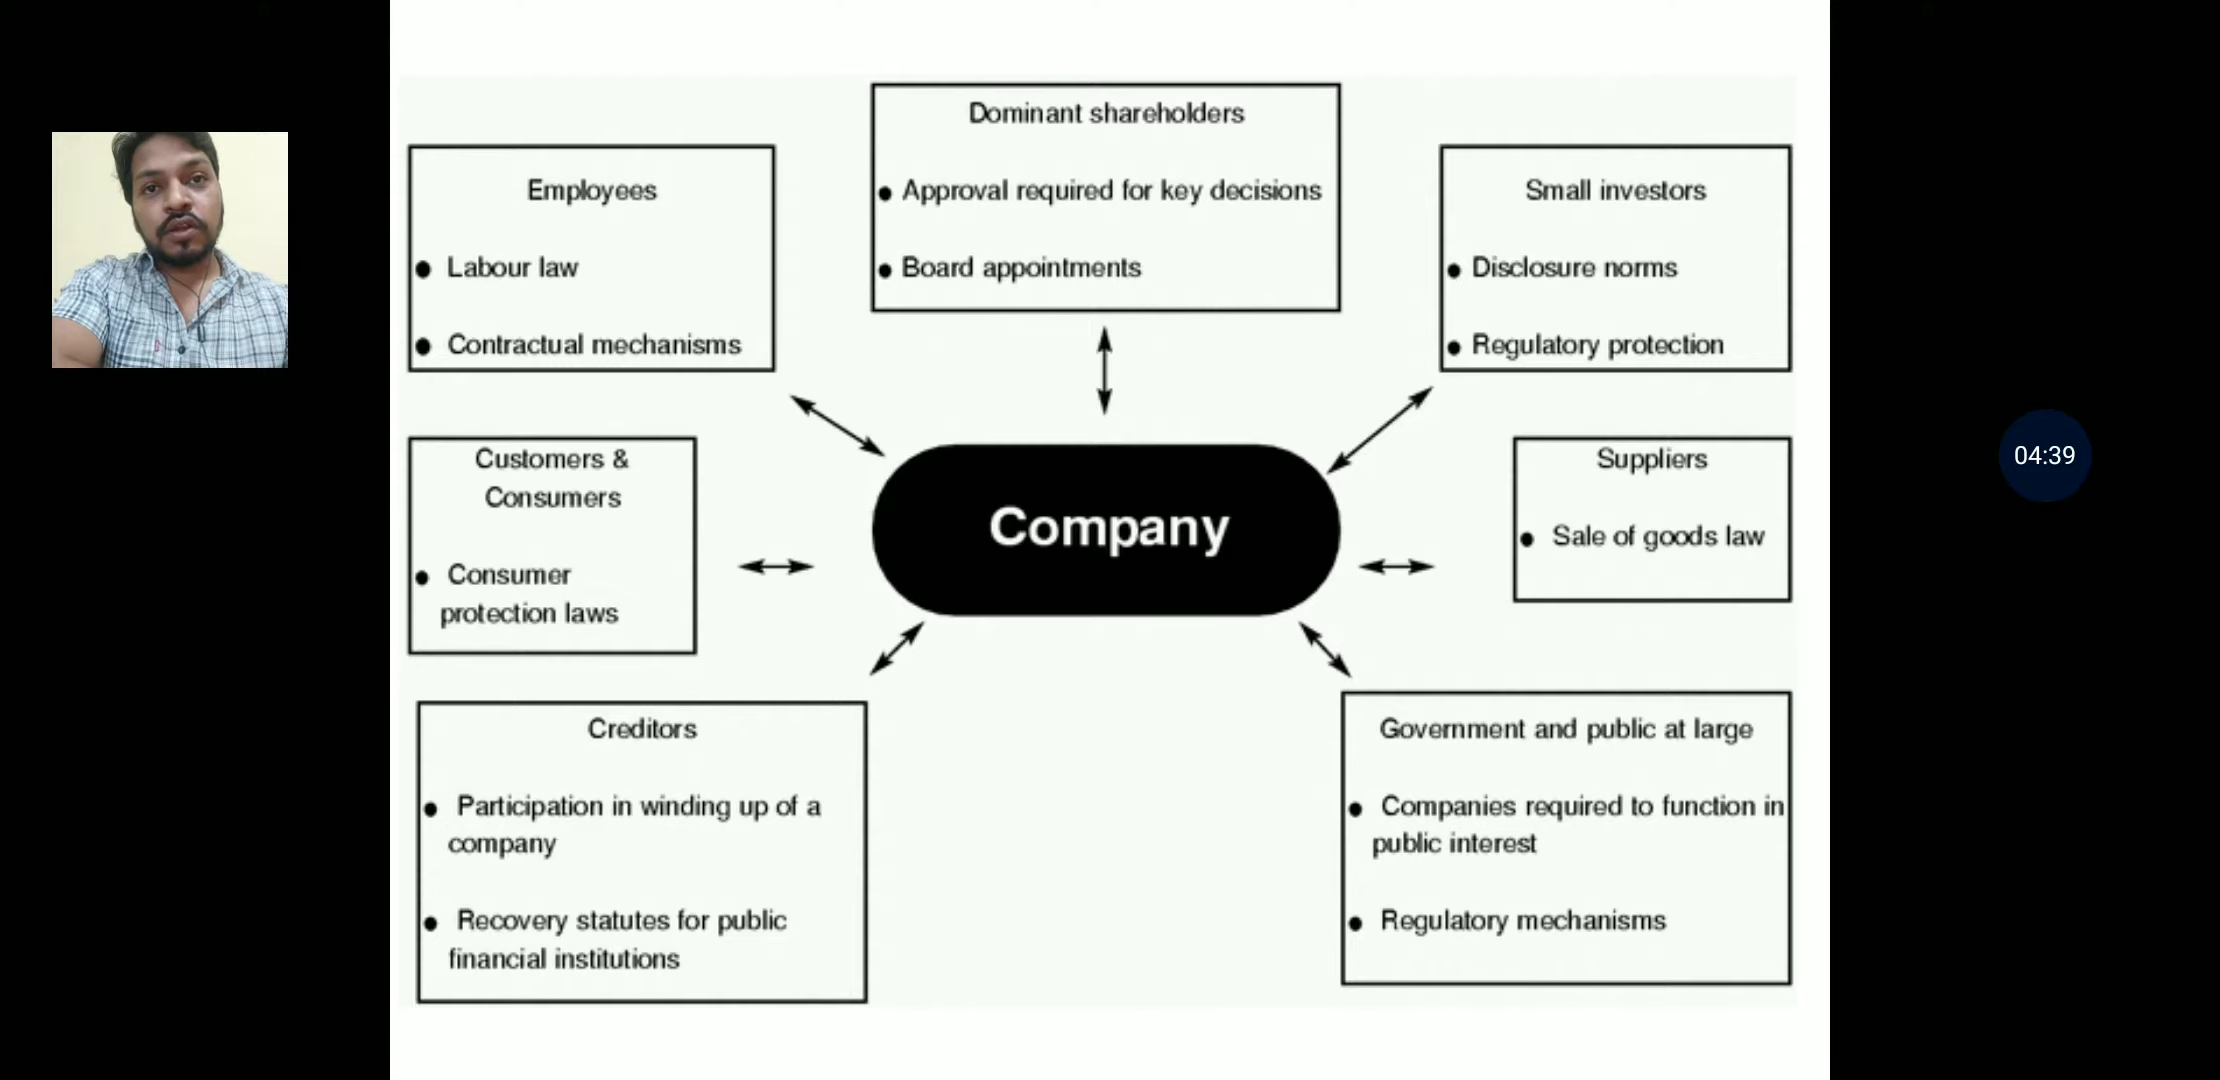 Dominant shareholders
● Approval required for key decisions
● Board appointments
Employees
● Labour law
● Contractual mechanisms
Small investors
● Disclosure norms
● Regulatory protection
Customers &
Consumers
● Consumer
protection laws
Company
Suppliers
● Sale of goods law
04:39
Creditors
● Participation in winding up of a
company
● Recovery statutes for public
financial institutions
Government and public at large
● Companies required to function in
public interest
● Regulatory mechanisms